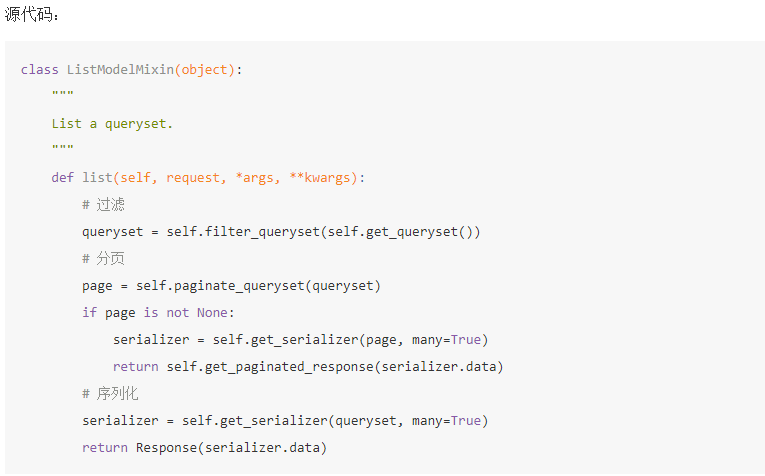 源代码：
class ListModelMixin(object):
    """
    List a queryset.
    """
    def list(self, request, *args, **kwargs):
        # 过滤
        queryset = self.filter_queryset(self.get_queryset())
        # 分页
        page = self.paginate_queryset(queryset)
        if page is not None:
            serializer = self.get_serializer(page, many=True)
            return self.get_paginated_response(serializer.data)
        # 序列化
        serializer = self.get_serializer(queryset, many=True)
        return Response(serializer.data)